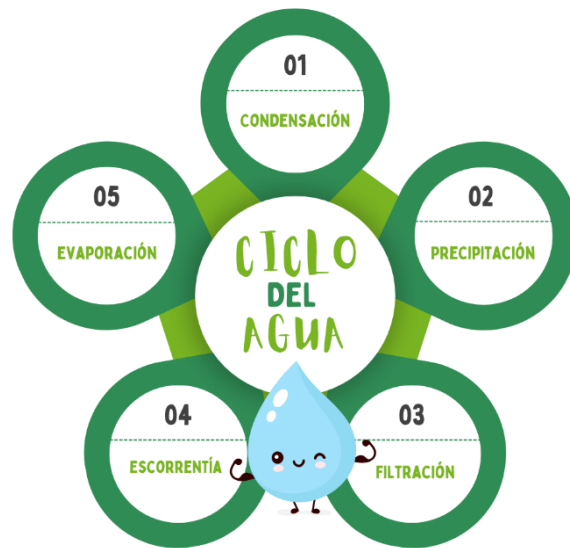 01
CONDENSACIÓN
02
PRECIPITACIÓN
03
FILTRACIÓN
04
ESCORRENTÍA
05
EVAPORACIÓN
CICLO
DEL
AGUA